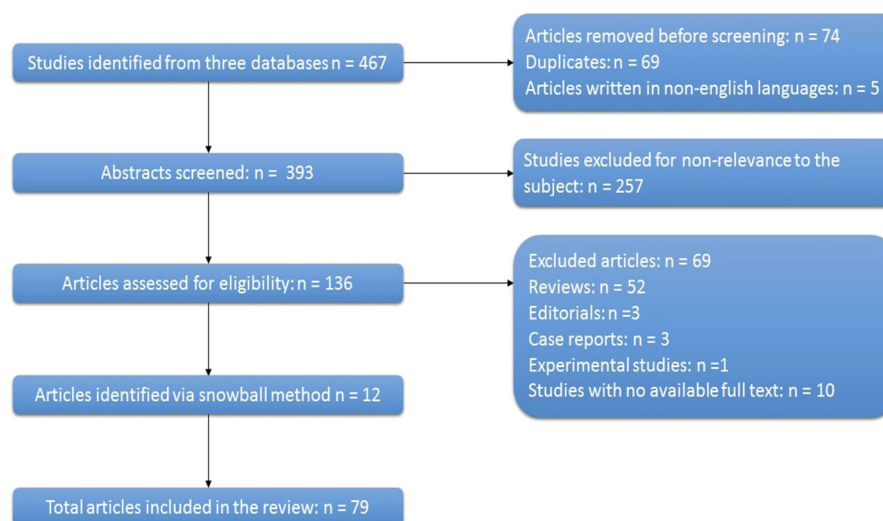 Studies identified from three databases n = 467
Articles removed before screening: n = 74
Duplicates: n = 69
Articles written in non-english languages: n = 5
Abstracts screened: n = 393
Studies excluded for non-relevance to the
subject: n = 257
Articles assessed for eligibility: n = 136
Excluded articles: n = 69
Reviews: n = 52
Editorials: n =3
Case reports: n = 3
Experimental studies: n =1
Studies with no available full text: n = 10
Articles identified via snowball method n = 12
Total articles included in the review: n = 79